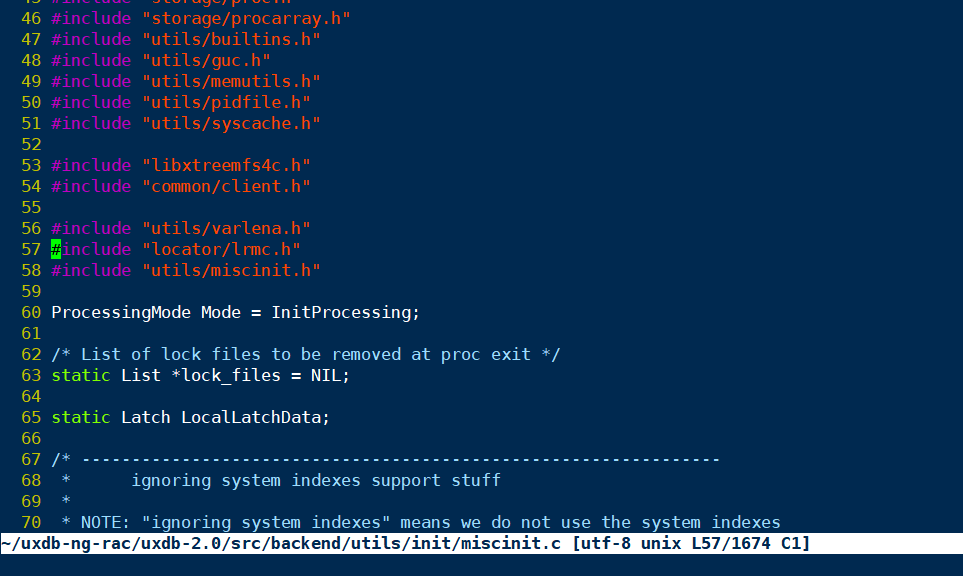 45 #include "storage/proc.h"
46 #include "storage/procarray.h"
47 #include "utils/builtins.h"
48 #include "utils/guc.h"
49 #include "utils/memutils.h"
50 #include "utils/pidfile.h"
51 #include "utils/syscache.h"
52
53 #include "libxtreemfs4c.h"
54 #include "common/client.h"
55
56 #include "utils/varlena.h"
57 #include "locator/lrmc.h"
58 #include "utils/miscinit.h"
59
60 ProcessingMode Mode = InitProcessing;
61
62 /* List of lock files to be removed at proc exit */
63 static List *lock_files = NIL;
64
65 static Latch LocalLatchData;
66
67 /* ----------------------------------------------------------------
68  *      ignoring system indexes support stuff
69  *
70  * NOTE: "ignoring system indexes" means we do not use the system indexes
~/uxdb-ng-rac/uxdb-2.0/src/backend/utils/init/miscinit.c [utf-8 unix L57/1674 C1]